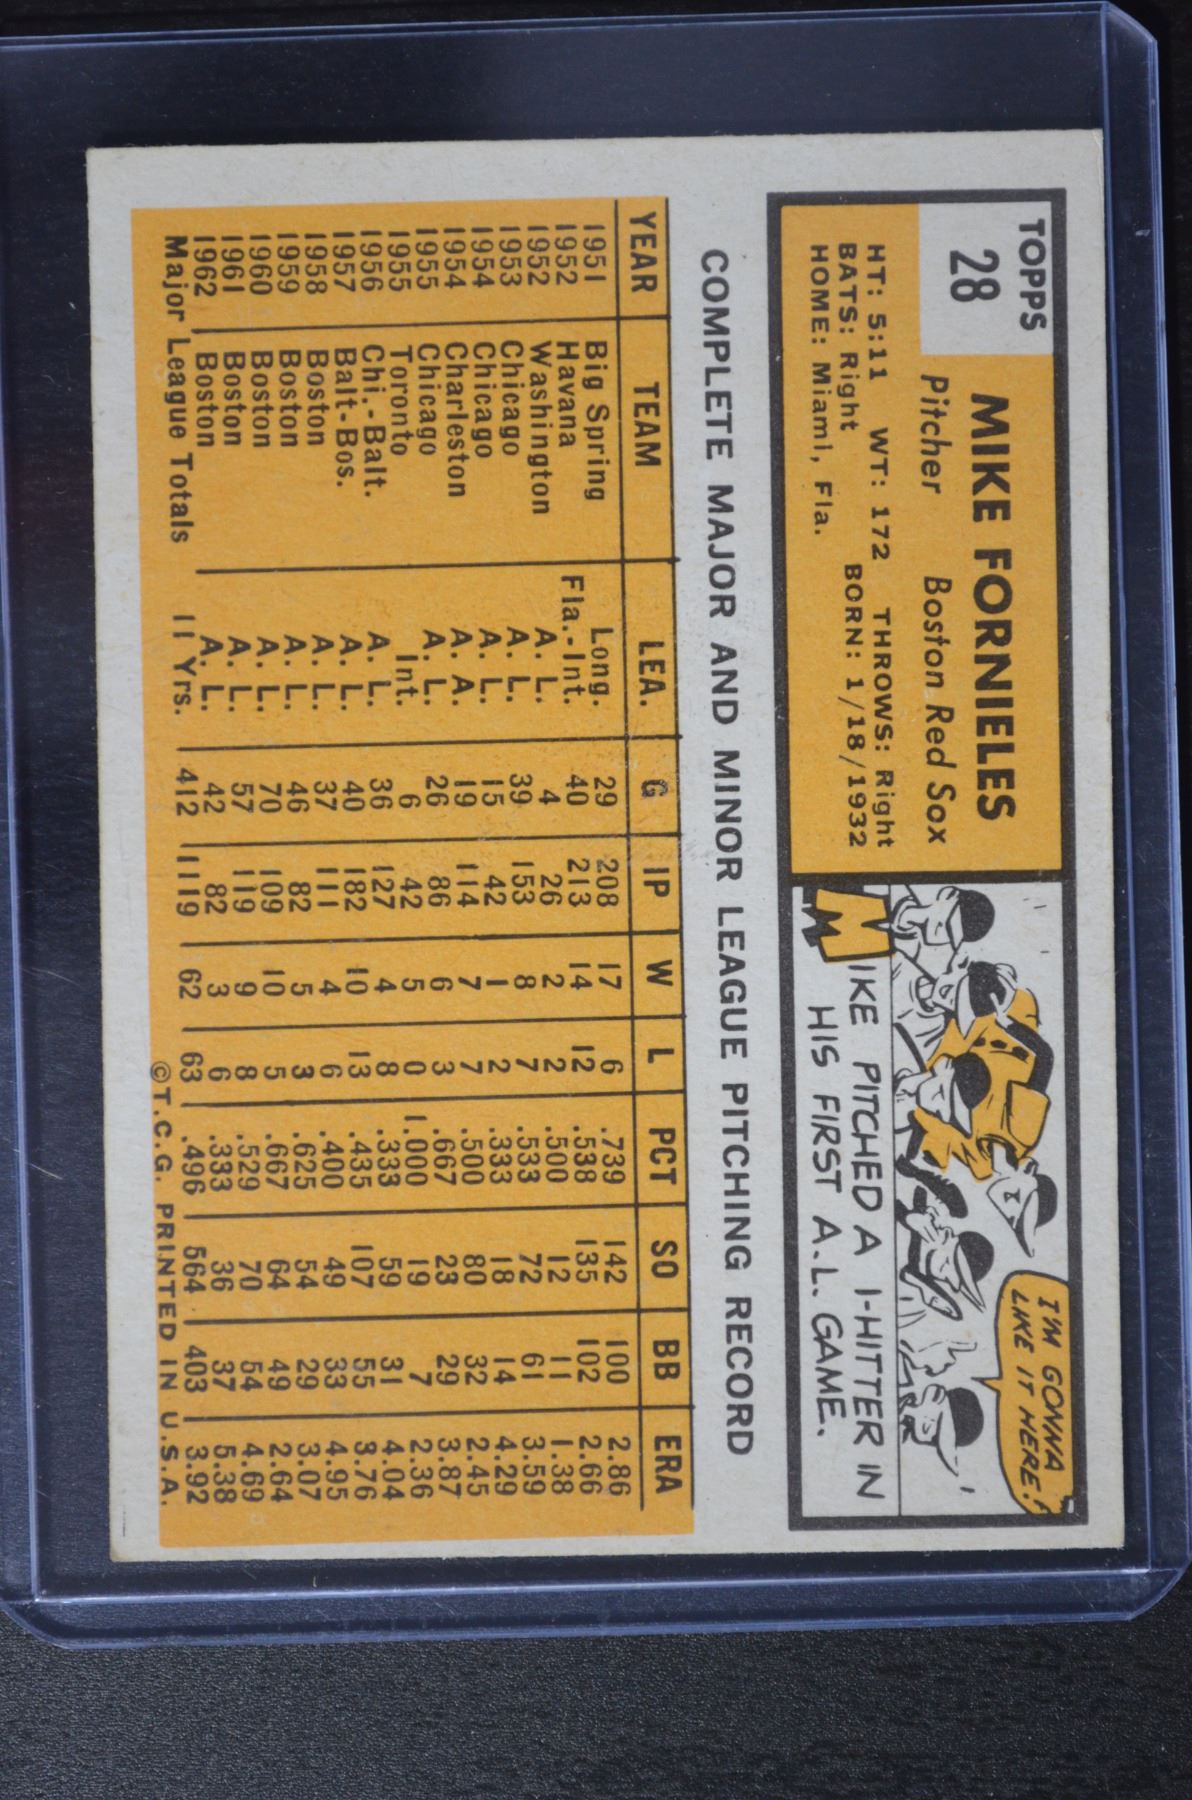 TOPPS
28
MIKE FORNIELES
Pitcher Boston Red Sox
HT: 5:11 WT: 172 THROWS: Right
BATS: Right BORN: 1/18/1932
HOME: Miami, Fla.
I'M GONNA
LIKE IT HERE!
MIKE PITCHED A 1-HITTER IN
HIS FIRST A.L. GAME.
COMPLETE MAJOR AND MINOR LEAGUE PITCHING RECORD
YEAR TEAM LEA. G IP W L PCT SO BB ERA
1951 Big Spring Long. 29 208 17 6 .739 142 100 2.86
1952 Havana Fla.-Int. 40 213 14 12 .538 135 102 2.66
1952 Washington A. L. 4 26 2 2 .500 12 11 1.38
1953 Chicago A. L. 39 153 8 7 .533 72 61 3.59
1954 Chicago A. L. 15 42 1 2 .333 18 14 4.29
1954 Charleston A. A. 19 114 7 7 .500 80 32 2.45
1955 Chicago A. L. 26 86 6 3 .667 23 29 3.87
1955 Toronto Int. 6 42 5 0 1.000 19 7 2.36
1956 Chi.-Balt. A. L. 36 127 4 8 .333 59 31 4.04
1957 Balt-Bos. A. L. 40 182 10 13 .435 107 55 3.76
1958 Boston A. L. 37 111 4 6 .400 49 33 4.95
1959 Boston A. L. 46 82 5 3 .625 54 29 3.07
1960 Boston A. L. 70 109 10 5 .667 64 49 2.64
1961 Boston A. L. 57 119 9 8 .529 70 54 4.69
1962 Boston A. L. 42 82 3 6 .333 36 37 5.38
Major League Totals 11 Yrs. 412 1119 62 63 .496 564 403 3.92
©T.C.G. PRINTED IN U.S.A.